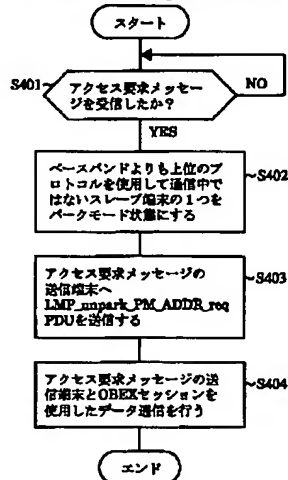 スタート
S401
アクセス要求メッセー
ジを受信したか？
NO
YES
ベースバンドよりも上位のプ
ロトコルを使用して通信中で
はないスレーブ端末の１つを
パークモード状態にする
S402
アクセス要求メッセージの
送信端末へ
LMP_unpark_PM_ADDR_req
PDUを送信する
S403
アクセス要求メッセージの送
信端末とOBEXセッションを
使用したデータ通信を行う
S404
エンド